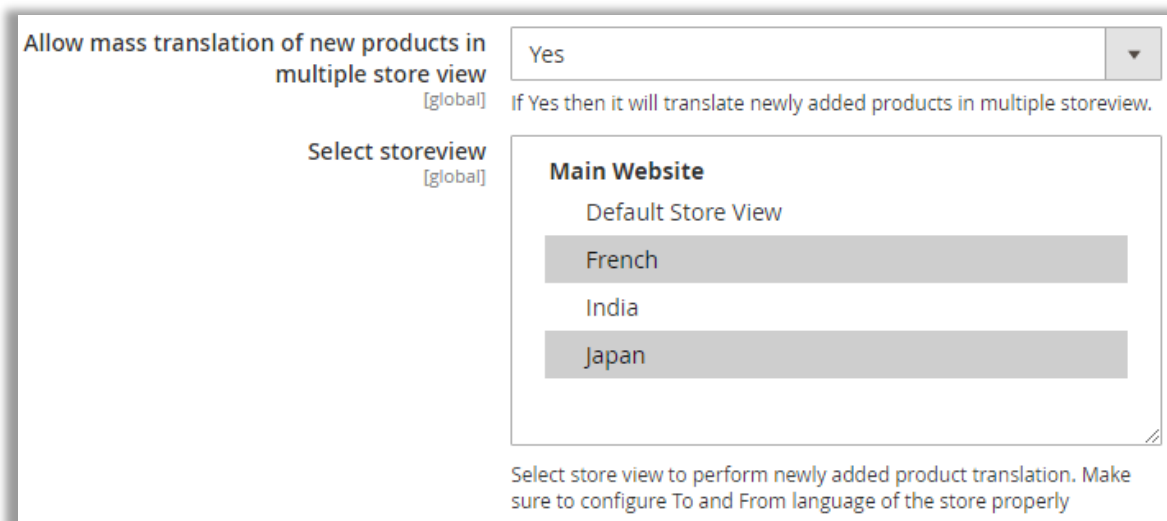 Allow mass translation of new products in
multiple store view
[global]
Yes
If Yes then it will translate newly added products in multiple storeview.
Select storeview
[global]
Main Website
Default Store View
French
India
Japan
Select store view to perform newly added product translation. Make
sure to configure To and From language of the store properly